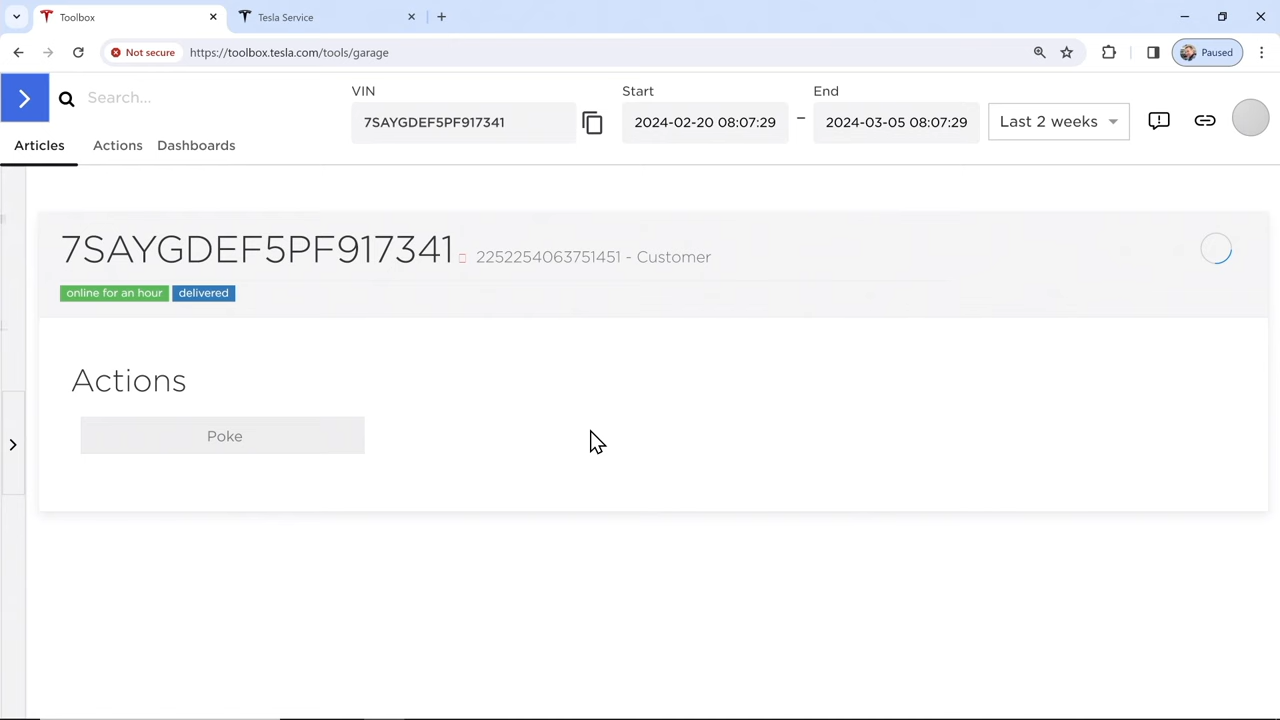 Toolbox
Tesla Service
Not secure
https://toolbox.tesla.com/tools/garage
Paused
Search...
VIN
7SAYGDEF5PF917341
Start
2024-02-20 08:07:29
–
End
2024-03-05 08:07:29
Last 2 weeks
Articles
Actions
Dashboards
7SAYGDEF5PF917341
2252254063751451 - Customer
online for an hour
delivered
Actions
Poke